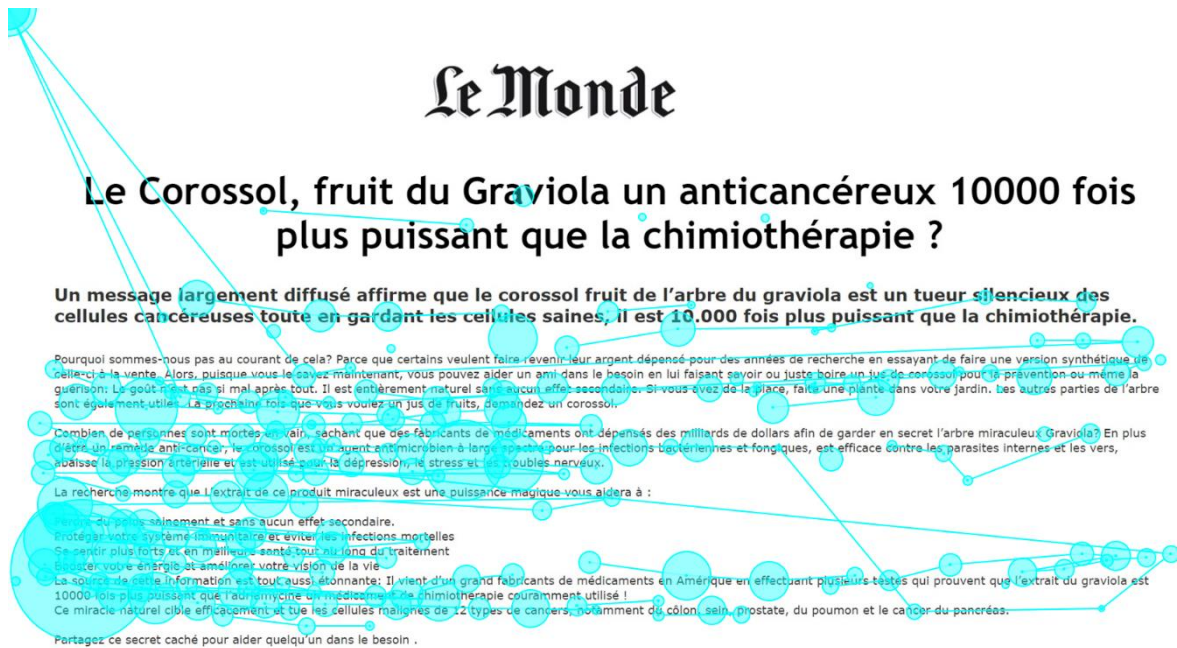 Le Monde
Le Corossol, fruit du Graviola un anticancéreux 10000 fois
plus puissant que la chimiothérapie ?
Un message largement diffusé affirme que le corossol fruit de l'arbre du graviola est un tueur silencieux des
cellules cancéreuses toute en gardant les cellules saines, il est 10.000 fois plus puissant que la chimiothérapie.
Pourquoi sommes-nous pas au courant de cela? Parce que certains veulent faire revenir leur argent dépensé pour des années de recherche en essayant de faire une version synthétique de
celle-ci à la vente. Alors, puisque vous le savez maintenant, vous pouvez aider un ami dans le besoin en lui faisant savoir ou juste boire un jus de corossol pour la prévention ou même la
guérison: Le goût n'est pas si mal après tout. Il est entièrement naturel sans aucun effet secondaire. Si vous avez de la place, faite une plante dans votre jardin. Les autres parties de l'arbre
sont également utiles. La prochaine fois que vous voulez un jus de fruits, demandez un corossol.
Combien de personnes sont mortes en vain, sachant que des fabricants de médicaments ont dépensés des milliards de dollars afin de garder en secret l'arbre miraculeux Graviola? En plus
d'être un remède anti-cancer, le corossol est un agent antimicrobien à large spectre pour les infections bactériennes et fongiques, est efficace contre les parasites internes et les vers,
abaisse la pression artérielle et est utilisé pour la dépression, le stress et les troubles nerveux.
La recherche montre que L'extrait de ce produit miraculeux est une puissance magique vous aidera à :
Perdre du poids sainement et sans aucun effet secondaire.
Protéger votre système immunitaire et éviter les infections mortelles
Se sentir plus forts et en meilleure santé tout au long du traitement
Booster votre énergie et améliorer votre vision de la vie
La source de cette information est tout aussi étonnante: Il vient d'un grand fabricants de médicaments en Amérique en effectuant plusieurs testes qui prouvent que l'extrait du graviola est
10000 fois plus puissant que l'adriamycine un médicament de chimiothérapie couramment utilisé !
Ce miracle naturel cible efficacement et tue les cellules malignes de 12 types de cancers, notamment du côlon, sein, prostate, du poumon et le cancer du pancréas.
Partagez ce secret caché pour aider quelqu'un dans le besoin .